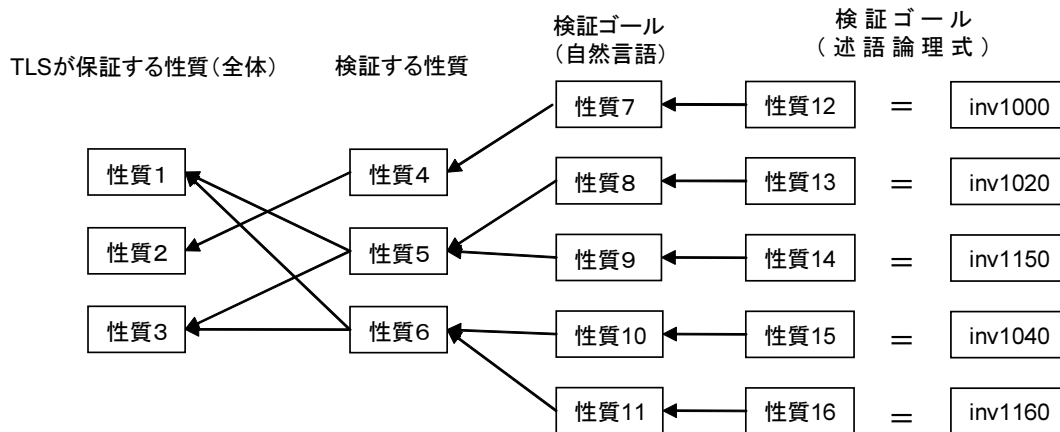 検証ゴール
(自然言語)
検証ゴール
(述語論理式)
TLSが保証する性質(全体)
検証する性質
性質7
性質12
=
inv1000
性質1
性質4
性質8
性質13
=
inv1020
性質2
性質5
性質9
性質14
=
inv1150
性質3
性質6
性質10
性質15
=
inv1040
性質11
性質16
=
inv1160